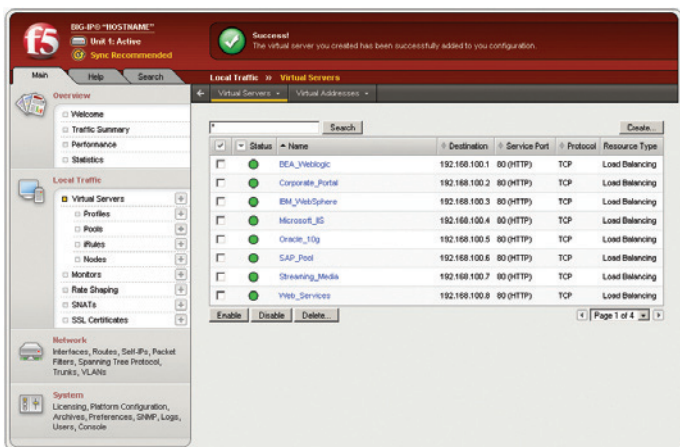 f5
BIG-IP® "HOSTNAME"
Unit 1: Active
Sync Recommended
Success!
The virtual server you created has been successfully added to you configuration.
Main
Help
Search
Local Traffic » Virtual Servers
Virtual Servers
Virtual Addresses
Overview
Welcome
Traffic Summary
Performance
Statistics
Local Traffic
Virtual Servers
Profiles
Pools
iRules
Nodes
Monitors
Rate Shaping
SNATs
SSL Certificates
Network
Interfaces, Routes, Self-IPs, Packet
Filters, Spanning Tree Protocol,
Trunks, VLANs
System
Licensing, Platform Configuration,
Archives, Preferences, SNMP, Logs,
Users, Console
* Search Create...
Status Name Destination Service Port Protocol Resource Type
BEA_Weblogic 192.168.100.1 80 (HTTP) TCP Load Balancing
Corporate_Portal 192.168.100.2 80 (HTTP) TCP Load Balancing
IBM_WebSphere 192.168.100.3 80 (HTTP) TCP Load Balancing
Microsoft_IIS 192.168.100.4 80 (HTTP) TCP Load Balancing
Oracle_10g 192.168.100.5 80 (HTTP) TCP Load Balancing
SAP_Pool 192.168.100.6 80 (HTTP) TCP Load Balancing
Streaming_Media 192.168.100.7 80 (HTTP) TCP Load Balancing
Web_Services 192.168.100.8 80 (HTTP) TCP Load Balancing
Enable Disable Delete... Page 1 of 4